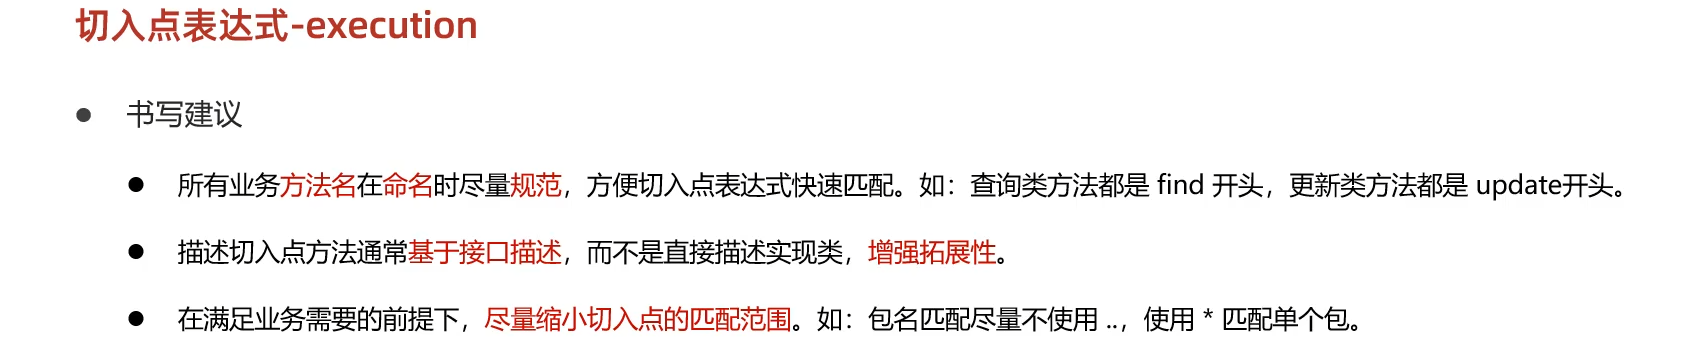 切入点表达式-execution
● 书写建议
● 所有业务方法名在命名时尽量规范，方便切入点表达式快速匹配。如：查询类方法都是 find 开头，更新类方法都是 update开头。
● 描述切入点方法通常基于接口描述，而不是直接描述实现类，增强拓展性。
● 在满足业务需要的前提下，尽量缩小切入点的匹配范围。如：包名匹配尽量不使用 ..，使用 * 匹配单个包。